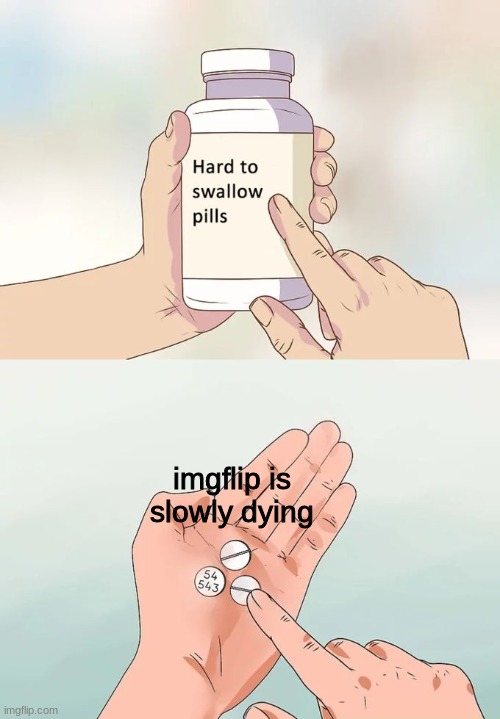 Hard to
swallow
pills
imgflip is
slowly dying
54
543
imgflip.com